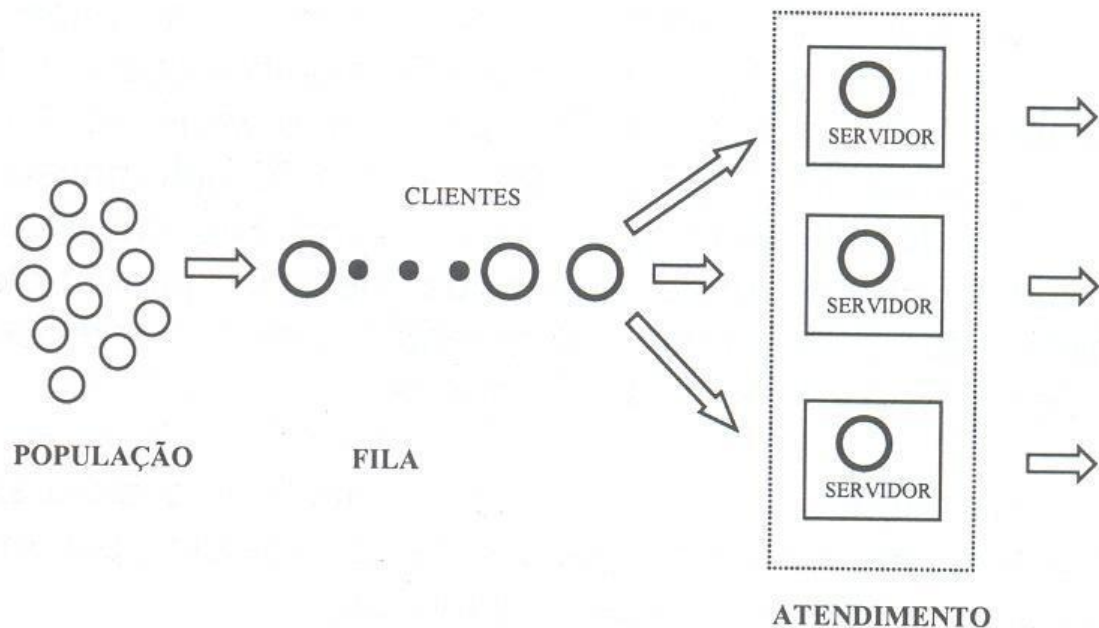 SERVIDOR
CLIENTES
SERVIDOR
POPULAÇÃO
FILA
SERVIDOR
ATENDIMENTO